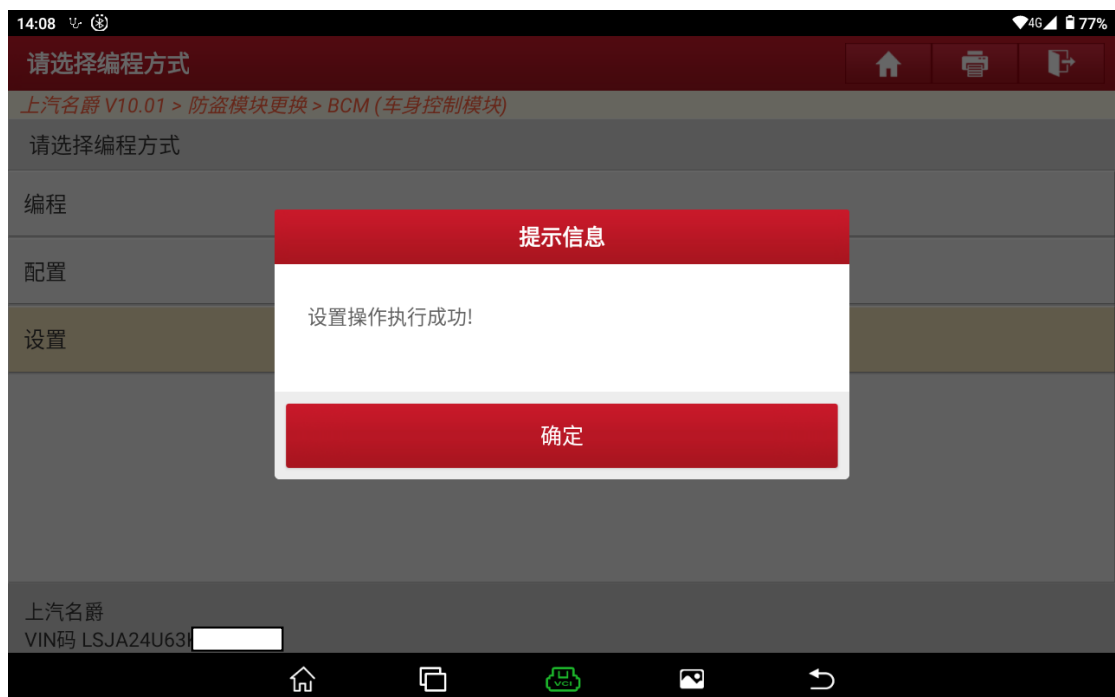 14:08
4G 77%
请选择编程方式
上汽名爵 V10.01 > 防盗模块更换 > BCM (车身控制模块)
请选择编程方式
编程
配置
设置
提示信息
设置操作执行成功!
确定
上汽名爵
VIN码 LSJA24U63
VCI